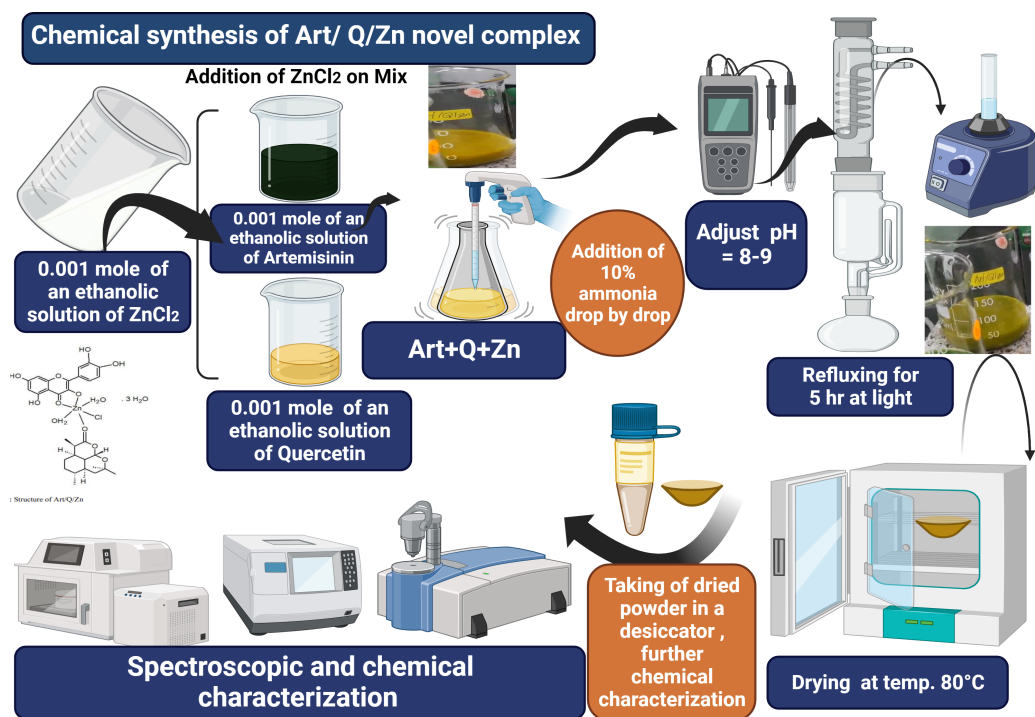 Chemical synthesis of Art/ Q/Zn novel complex
Addition of ZnCl2 on Mix
0.001 mole of
an ethanolic
solution of ZnCl2
0.001 mole of an
ethanolic solution
of Artemisinin
0.001 mole of an
ethanolic solution
of Quercetin
Art+Q+Zn
Addition of
10%
ammonia
drop by drop
Adjust pH
= 8-9
Refluxing for
5 hr at light
150
100
50
Drying at temp. 80°C
Taking of dried
powder in a
desiccator ,
further
chemical
characterization
Spectroscopic and chemical
characterization
HO
OH
HO
O
OH
O
O
H2O
Zn
Cl
. 3 H2O
OH2
O
H
O
H
O
H
: Structure of Art/Q/Zn